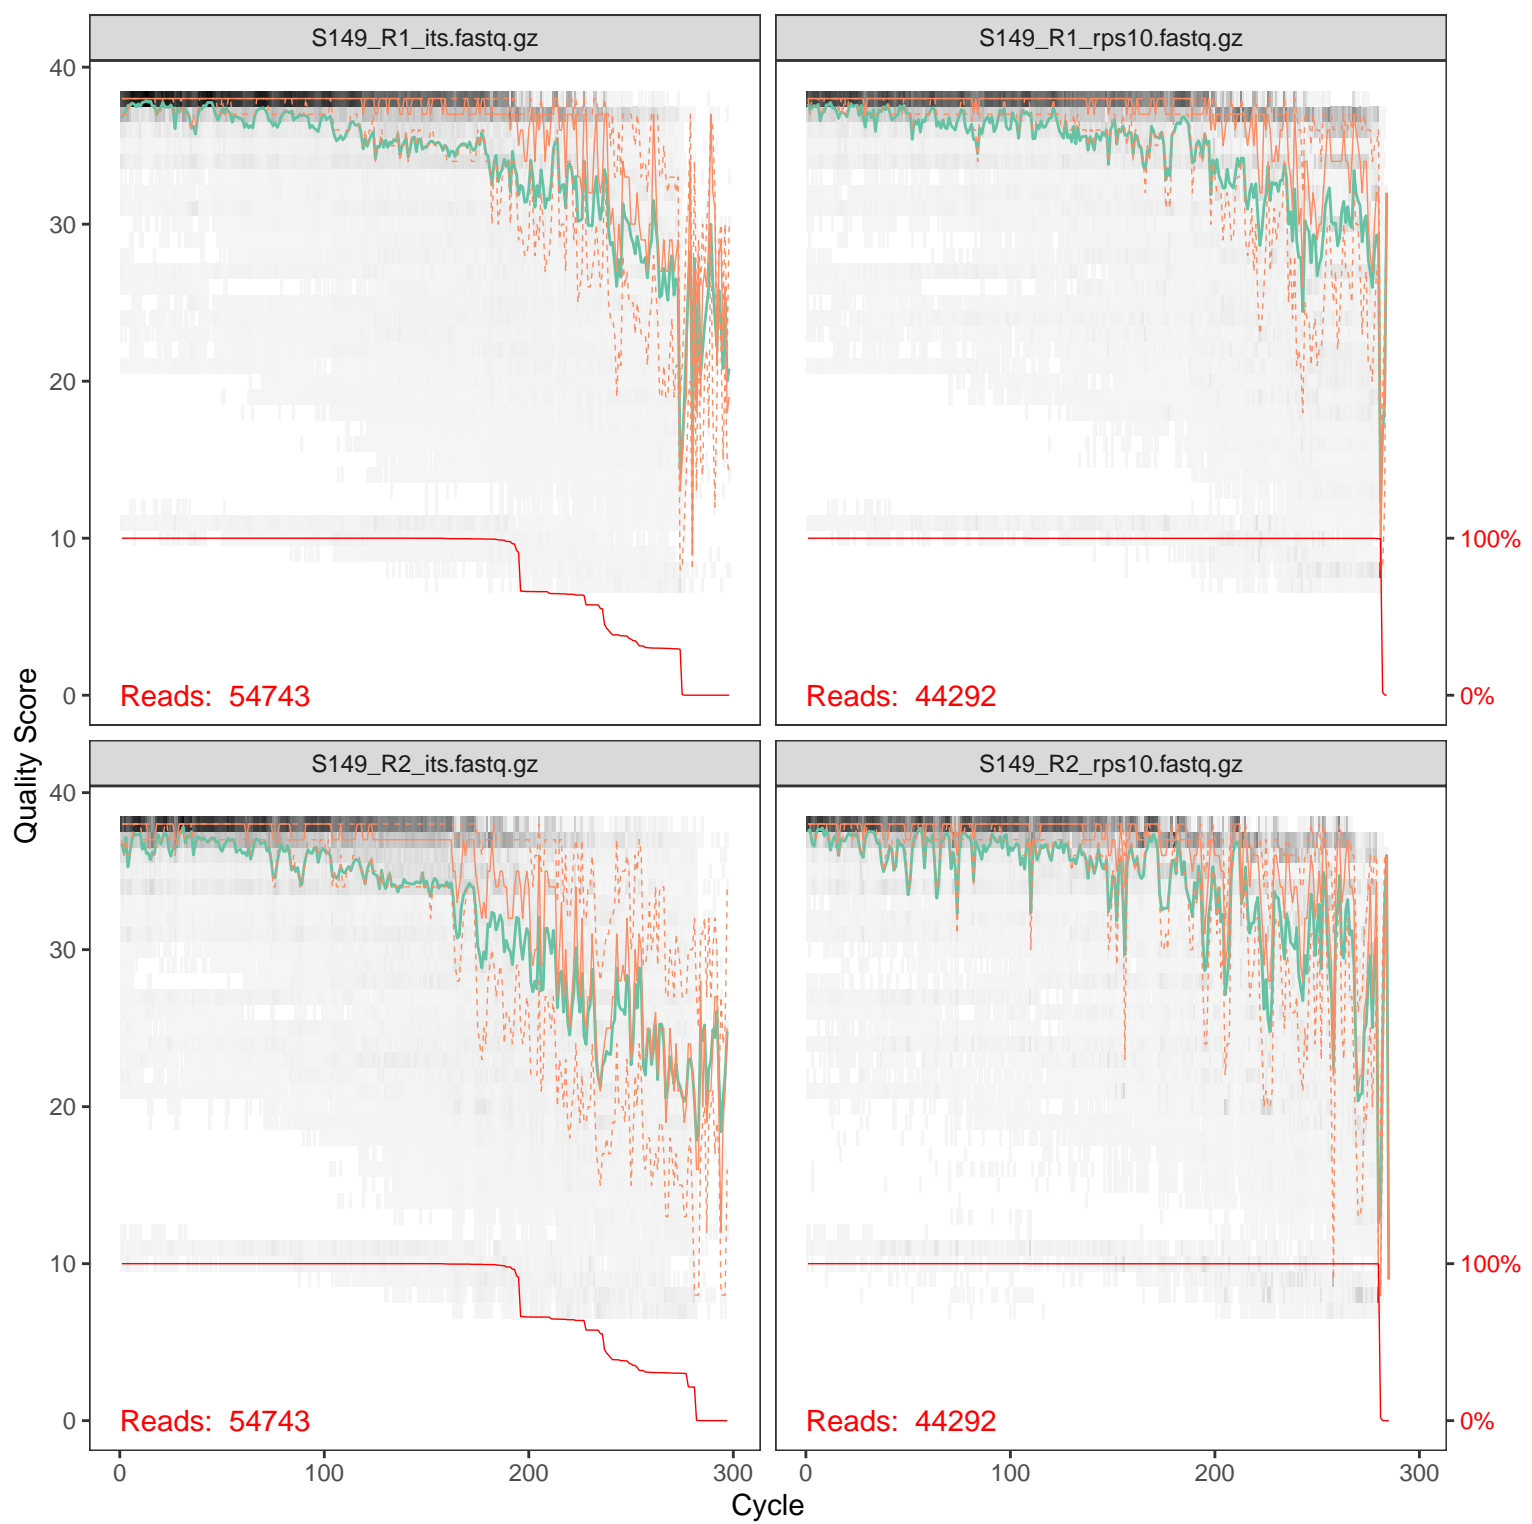 S149_R1_its.fastq.gz
S149_R1_rps10.fastq.gz
40
30
20
10
0
100%
0%
Reads: 54743
Reads: 44292
Quality Score
S149_R2_its.fastq.gz
S149_R2_rps10.fastq.gz
40
30
20
10
0
100%
0%
Reads: 54743
Reads: 44292
0 100 200 300
0 100 200 300
Cycle